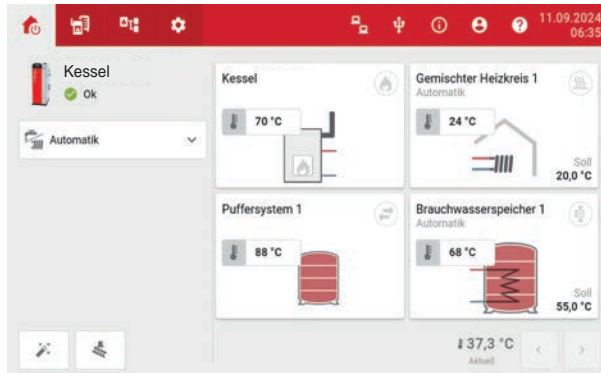 11.09.2024
06:35
Kessel
Ok
Automatik
Kessel
70 °C
Gemischter Heizkreis 1
Automatik
24 °C
Soll
20,0 °C
Puffersystem 1
88 °C
Brauchwasserspeicher 1
Automatik
68 °C
Soll
55,0 °C
37,3 °C
Aktuell